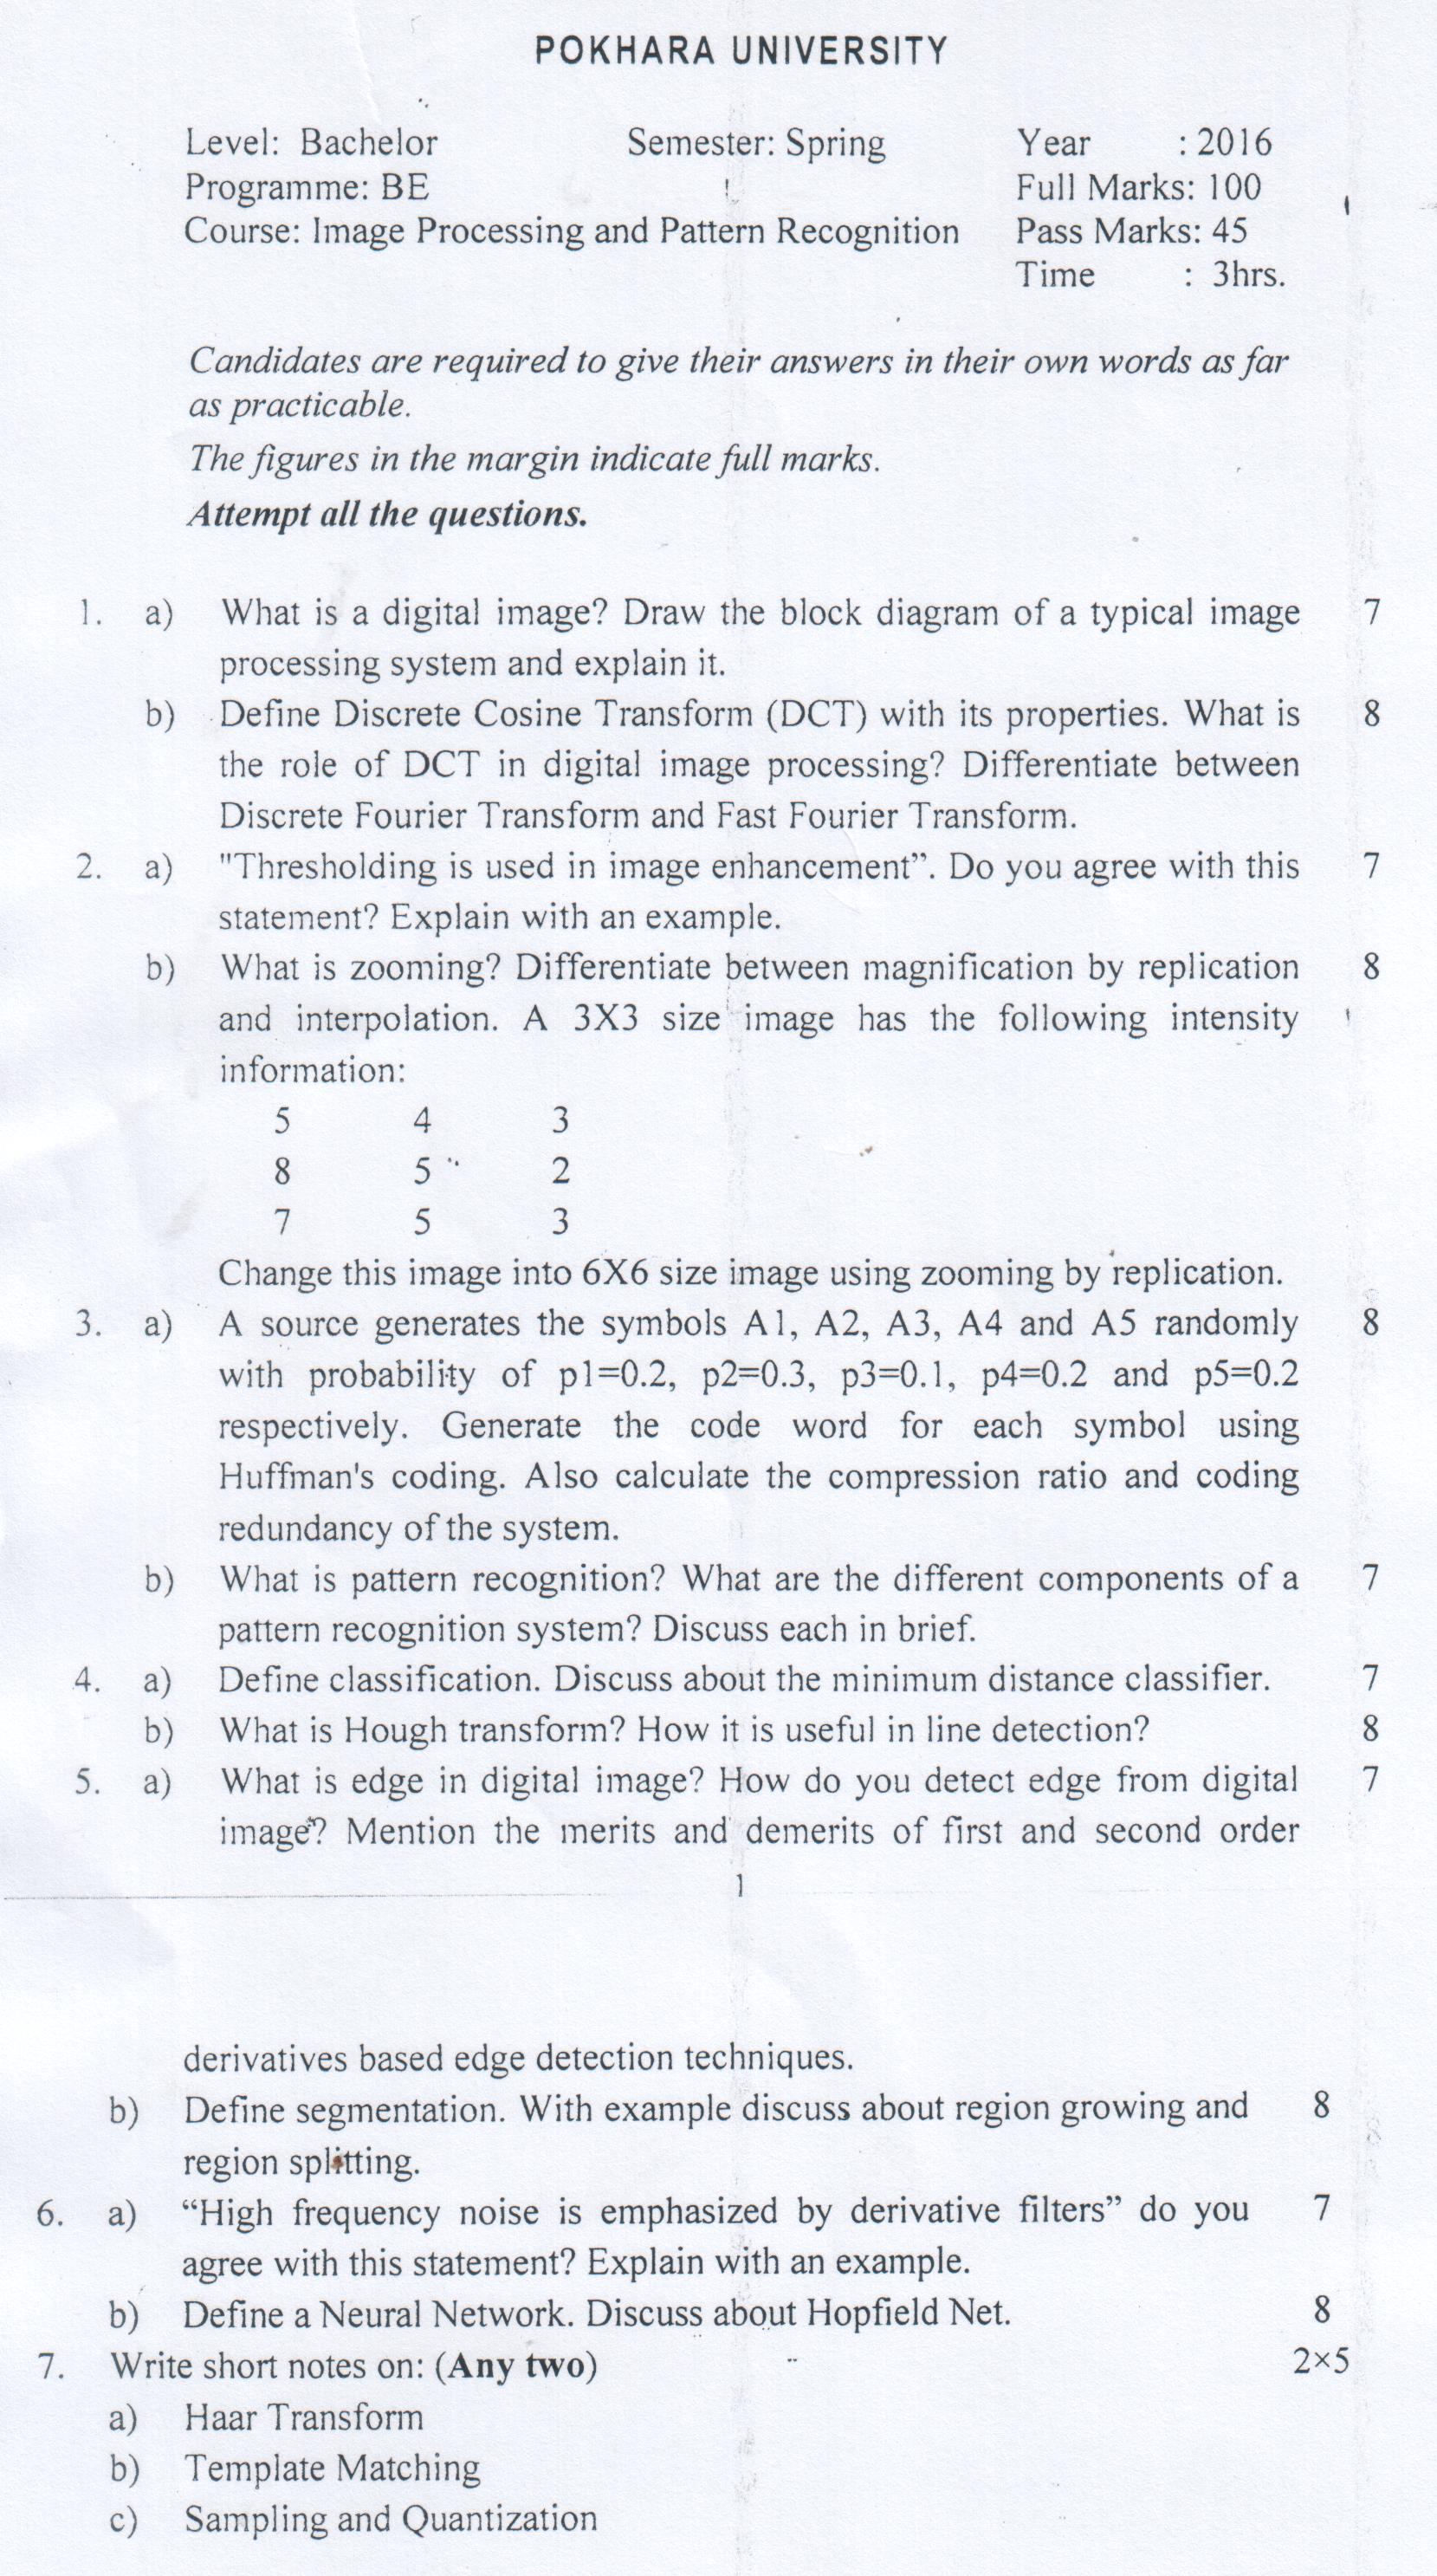 POKHARA UNIVERSITY
Level: Bachelor Semester: Spring Year : 2016
Programme: BE Full Marks: 100
Course: Image Processing and Pattern Recognition Pass Marks: 45
Time : 3hrs.
Candidates are required to give their answers in their own words as far
as practicable.
The figures in the margin indicate full marks.
Attempt all the questions.
1. a) What is a digital image? Draw the block diagram of a typical image 7
processing system and explain it.
b) Define Discrete Cosine Transform (DCT) with its properties. What is 8
the role of DCT in digital image processing? Differentiate between
Discrete Fourier Transform and Fast Fourier Transform.
2. a) "Thresholding is used in image enhancement”. Do you agree with this 7
statement? Explain with an example.
b) What is zooming? Differentiate between magnification by replication 8
and interpolation. A 3X3 size image has the following intensity
information:
5 4 3
8 5 2
7 5 3
Change this image into 6X6 size image using zooming by replication.
3. a) A source generates the symbols A1, A2, A3, A4 and A5 randomly 8
with probability of p1=0.2, p2=0.3, p3=0.1, p4=0.2 and p5=0.2
respectively. Generate the code word for each symbol using
Huffman's coding. Also calculate the compression ratio and coding
redundancy of the system.
b) What is pattern recognition? What are the different components of a 7
pattern recognition system? Discuss each in brief.
4. a) Define classification. Discuss about the minimum distance classifier. 7
b) What is Hough transform? How it is useful in line detection? 8
5. a) What is edge in digital image? How do you detect edge from digital 7
image? Mention the merits and demerits of first and second order
1
derivatives based edge detection techniques.
b) Define segmentation. With example discuss about region growing and 8
region splitting.
6. a) “High frequency noise is emphasized by derivative filters” do you 7
agree with this statement? Explain with an example.
b) Define a Neural Network. Discuss about Hopfield Net. 8
7. Write short notes on: (Any two) 2×5
a) Haar Transform
b) Template Matching
c) Sampling and Quantization